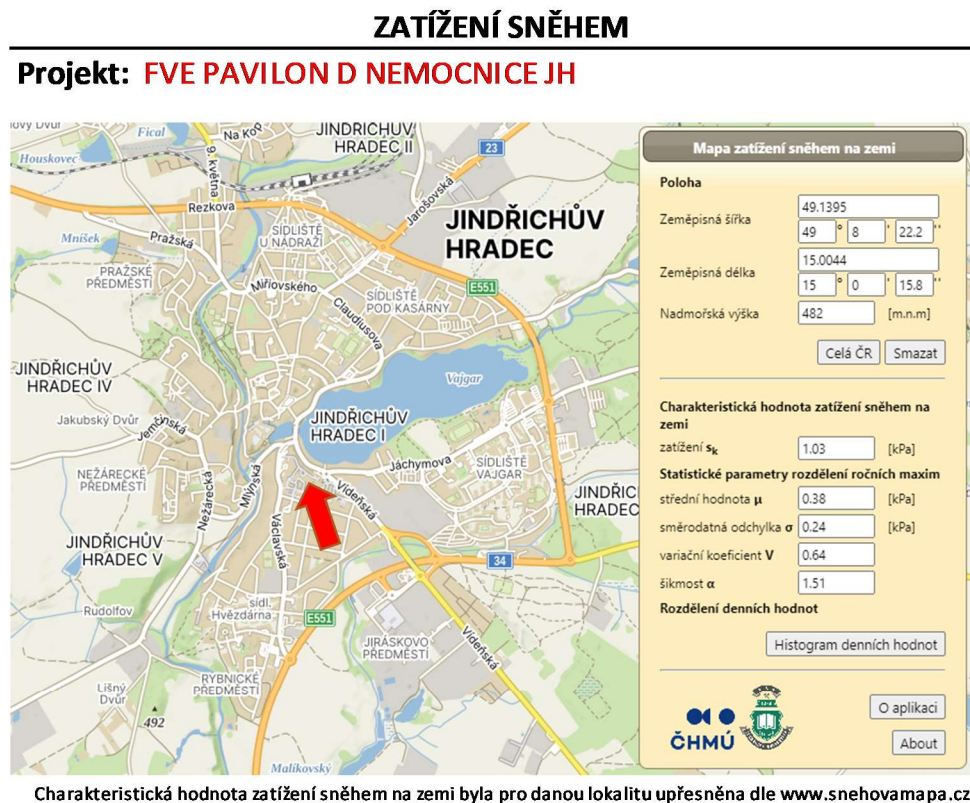 ZATÍŽENÍ SNĚHEM
Projekt: FVE PAVILON D NEMOCNICE JH
Fical
Na Kop
JINDŘICHŮV
HRADEC II
23
Houskovec
9. května
Rezkova
Jarošovská
JINDŘICHŮV
HRADEC
SÍDLIŠTĚ
U NÁDRAŽÍ
Mnišek
Pražská
PRAŽSKÉ
PŘEDMĚSTÍ
Miřiovského
E551
SÍDLIŠTĚ
POD KASÁRNY
Claudiusova
JINDŘICHŮV
HRADEC IV
Vajgar
Jakubský Dvůr
Jemčinská
JINDŘICHŮV
HRADEC I
Jáchymova
SÍDLIŠTĚ
VAJGAR
NEŽÁRECKÉ
PŘEDMĚSTÍ
Nežárecká
Mlýnská
Vídeňská
JINDŘIC
HRADEC
Václavská
JINDŘICHŮV
HRADEC V
34
Rudolfov
sídl.
Hvězdárna
E551
JIRÁSKOVO
PŘEDMĚSTÍ
Vídeňská
RYBNICKÉ
PŘEDMĚSTÍ
Lišný
Dvůr
492
Malíkovský
Mapa zatížení sněhem na zemi
Poloha
Zeměpisná šířka
49.1395
49 ° 8 ' 22.2 ''
Zeměpisná délka
15.0044
15 ° 0 ' 15.8 ''
Nadmořská výška 482 [m.n.m]
Celá ČR Smazat
Charakteristická hodnota zatížení sněhem na
zemi
zatížení sk 1.03 [kPa]
Statistické parametry rozdělení ročních maxim
střední hodnota μ 0.38 [kPa]
směrodatná odchylka σ 0.24 [kPa]
variační koeficient V 0.64
šikmost α 1.51
Rozdělení denních hodnot
Histogram denních hodnot
ČHMÚ
O aplikaci
About
Charakteristická hodnota zatížení sněhem na zemi byla pro danou lokalitu upřesněna dle www.snehovamapa.cz